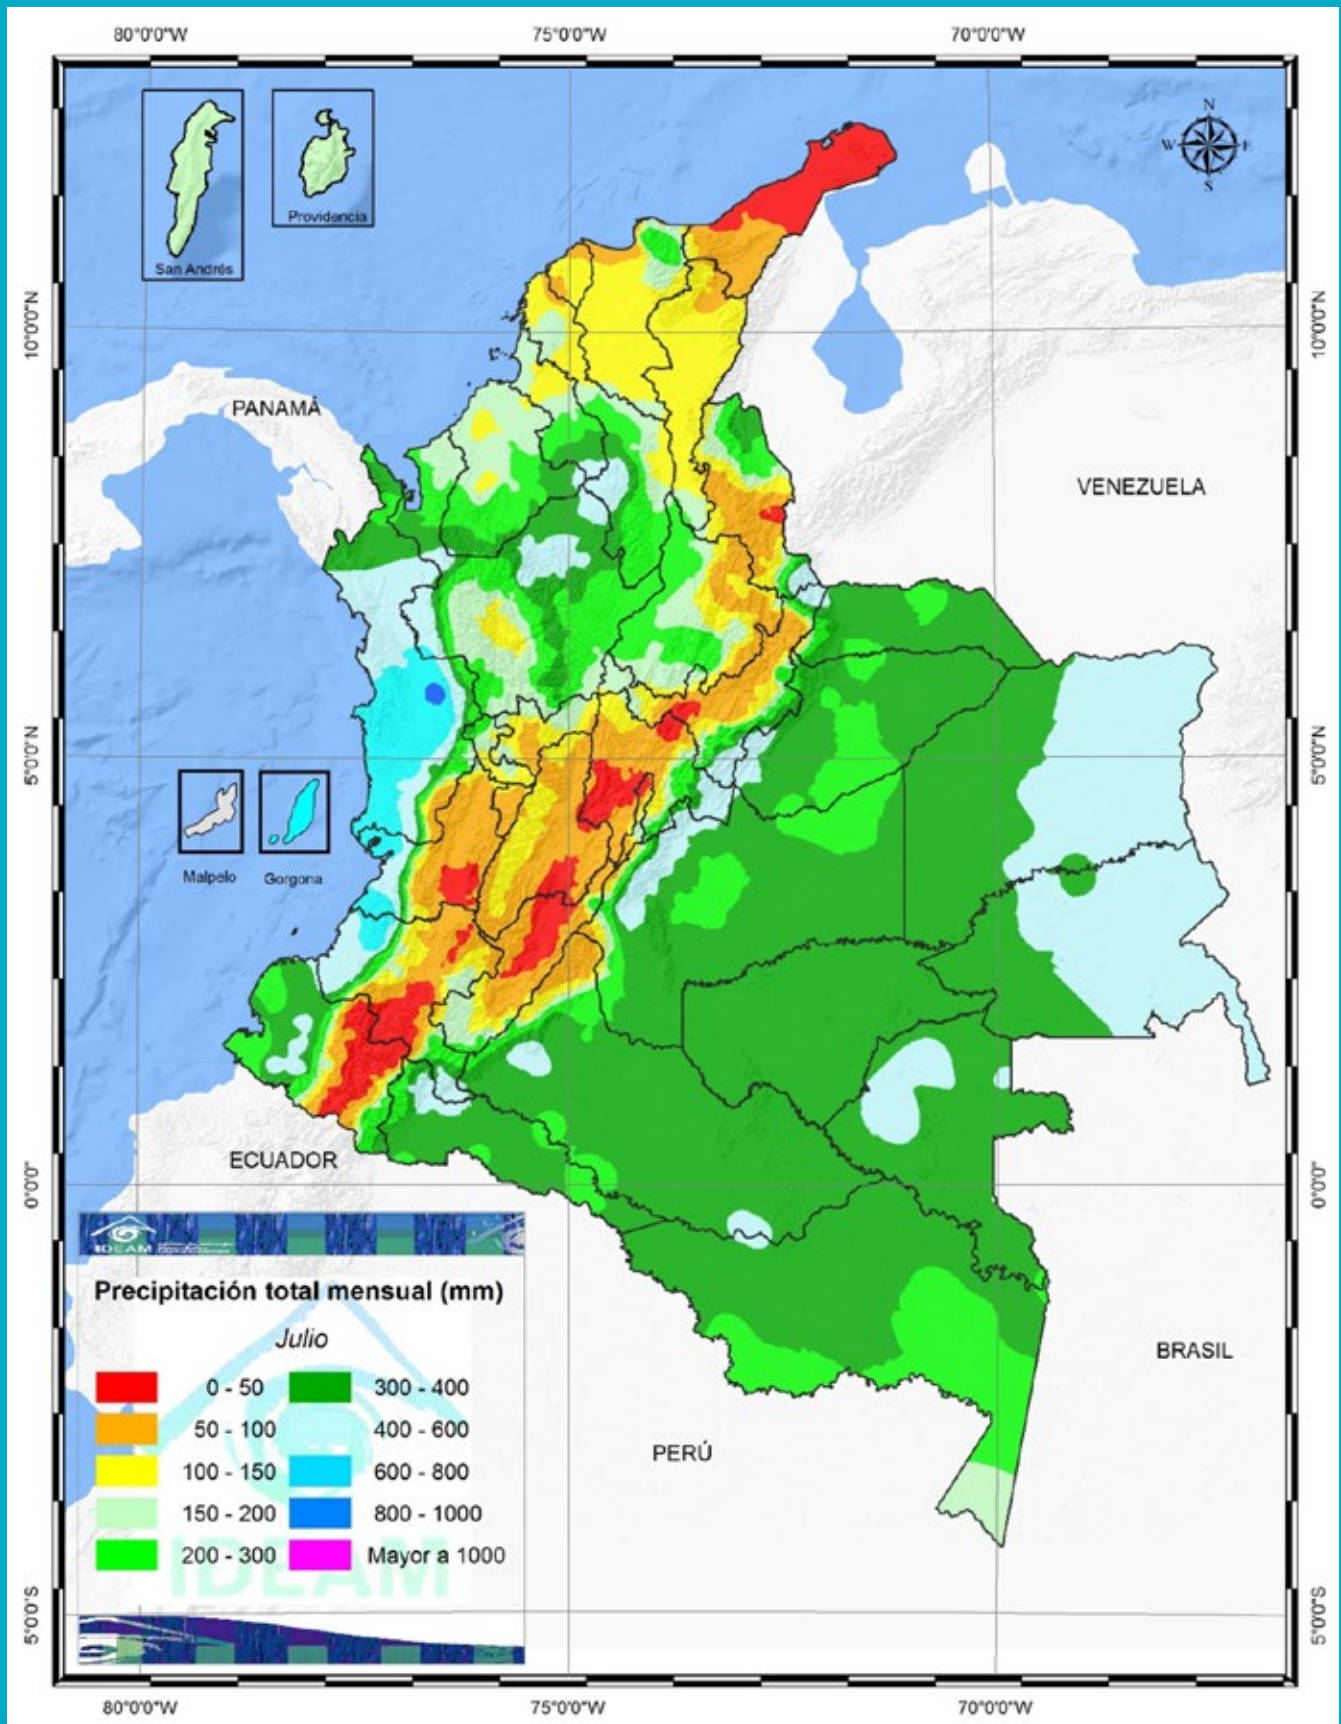 80°0'0"W 75°0'0"W 70°0'0"W
N
W E
S
San Andrés
Providencia
10°0'0"N
10°0'0"N
PANAMÁ
VENEZUELA
5°0'0"N
5°0'0"N
Malpelo
Gorgona
ECUADOR
0°0'0"
0°0'0"
BRASIL
PERÚ
IDEAM
Precipitación total mensual (mm)
Julio
0 - 50 300 - 400
50 - 100 400 - 600
100 - 150 600 - 800
150 - 200 800 - 1000
200 - 300 Mayor a 1000
IDEAM
5°0'0"S
5°0'0"S
80°0'0"W 75°0'0"W 70°0'0"W